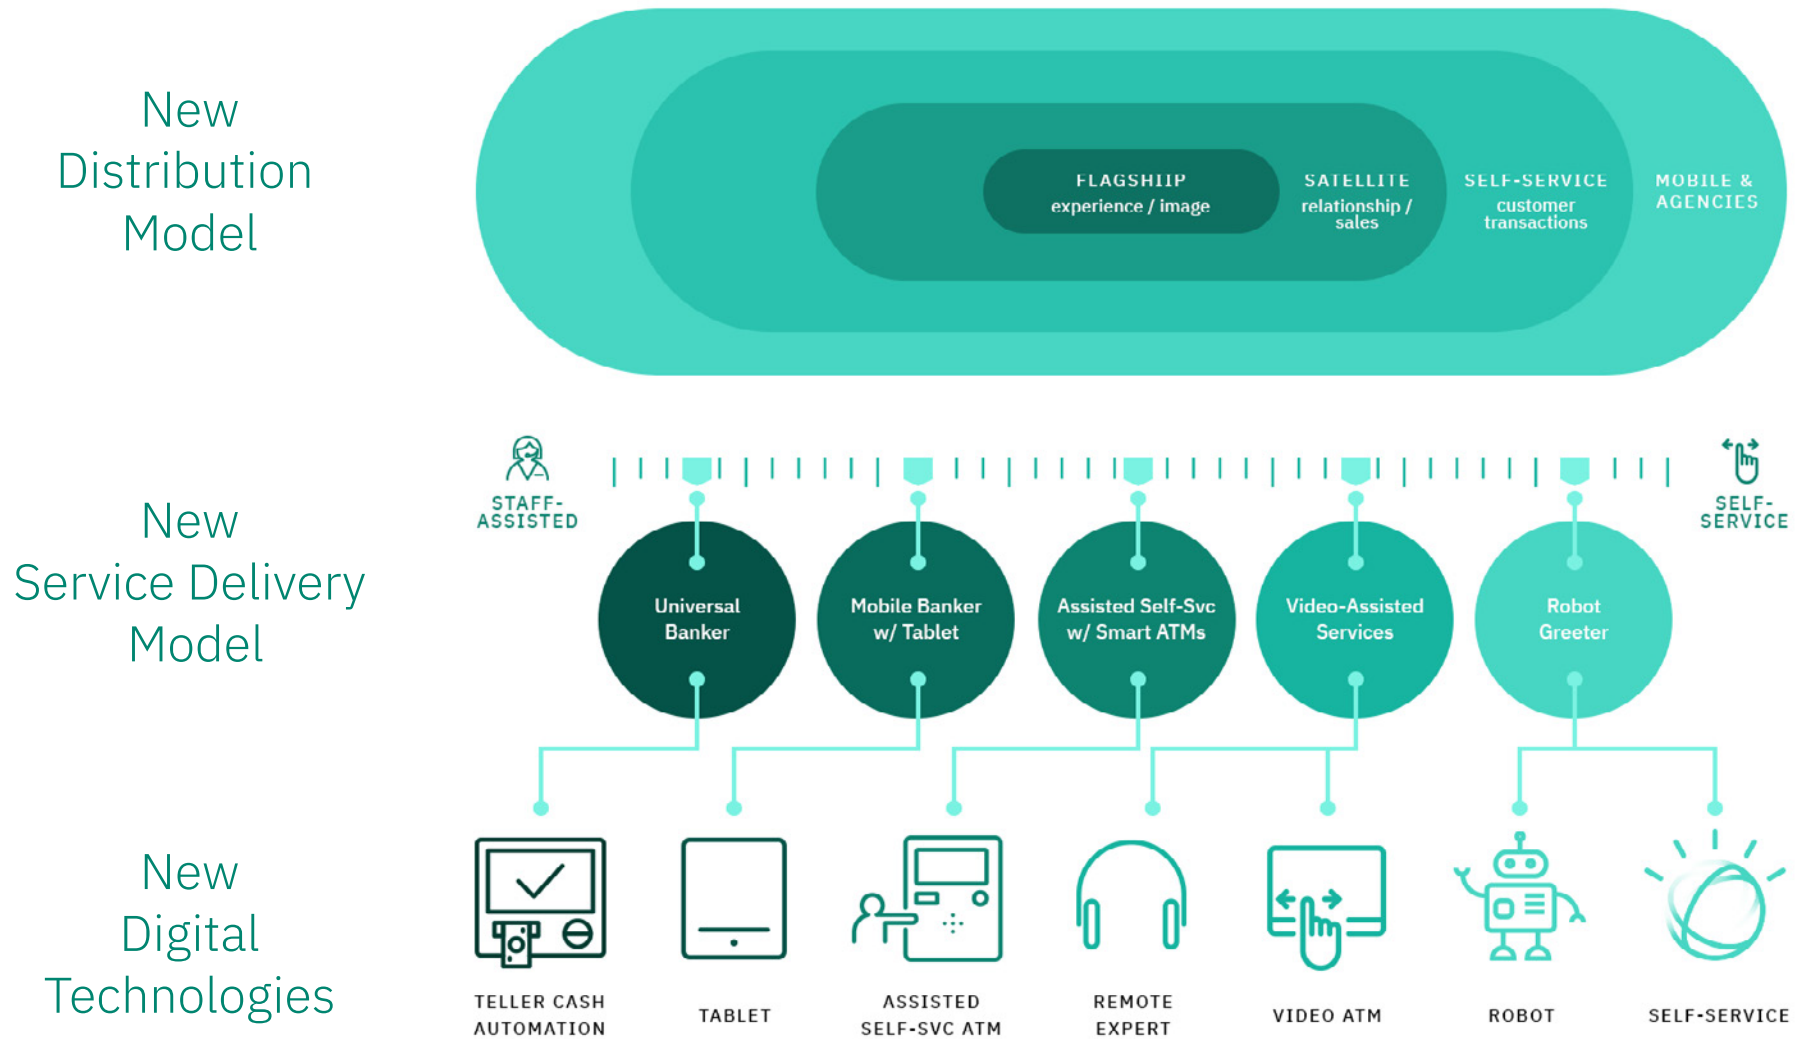 New
Distribution
Model
FLAGSHIIP
experience / image
SATELLITE
relationship /
sales
SELF-SERVICE
customer
transactions
MOBILE &
AGENCIES
New
Service Delivery
Model
STAFF-
ASSISTED
SELF-
SERVICE
Universal
Banker
Mobile Banker
w/ Tablet
Assisted Self-Svc
w/ Smart ATMs
Video-Assisted
Services
Robot
Greeter
New
Digital
Technologies
TELLER CASH
AUTOMATION
TABLET
ASSISTED
SELF-SVC ATM
REMOTE
EXPERT
VIDEO ATM
ROBOT
SELF-SERVICE